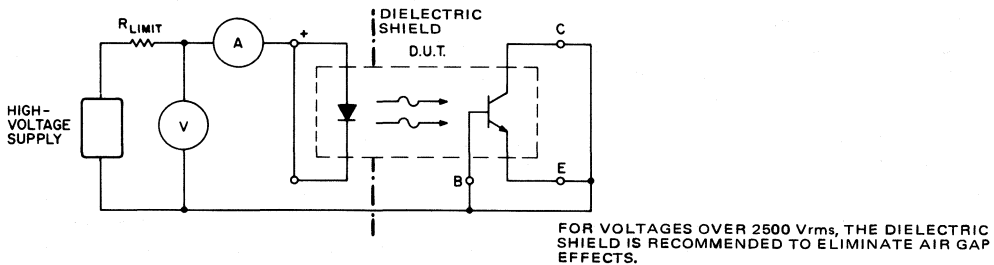 DIELECTRIC
SHIELD
RLIMIT
A
+
D.U.T.
C
HIGH-
VOLTAGE
SUPPLY
V
B
E
FOR VOLTAGES OVER 2500 Vrms, THE DIELECTRIC
SHIELD IS RECOMMENDED TO ELIMINATE AIR GAP
EFFECTS.